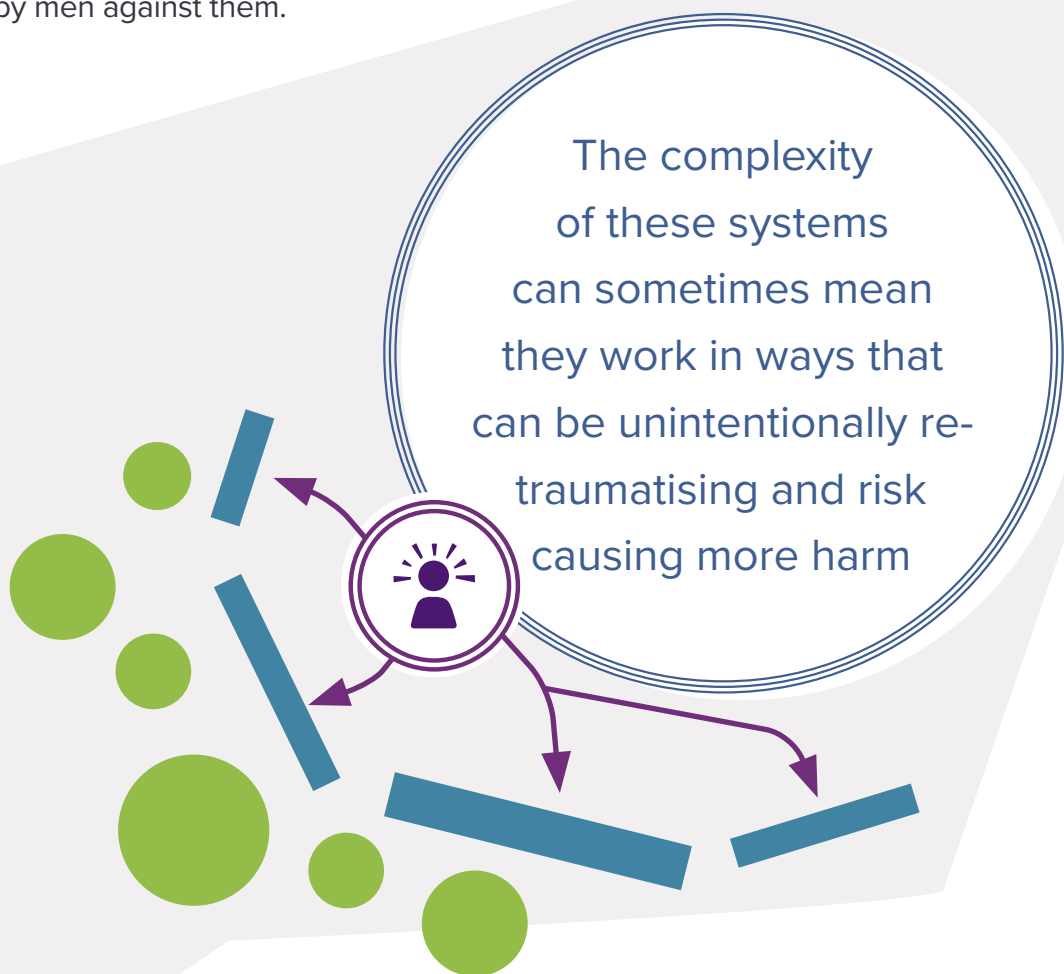 by men against them.
The complexity
of these systems
can sometimes mean
they work in ways that
can be unintentionally re-
traumatising and risk
causing more harm